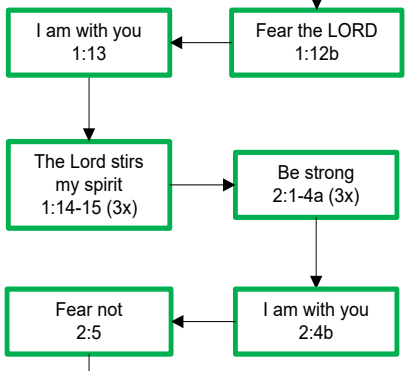 Fear the LORD
1:12b
I am with you
1:13
The Lord stirs
my spirit
1:14-15 (3x)
Be strong
2:1-4a (3x)
I am with you
2:4b
Fear not
2:5